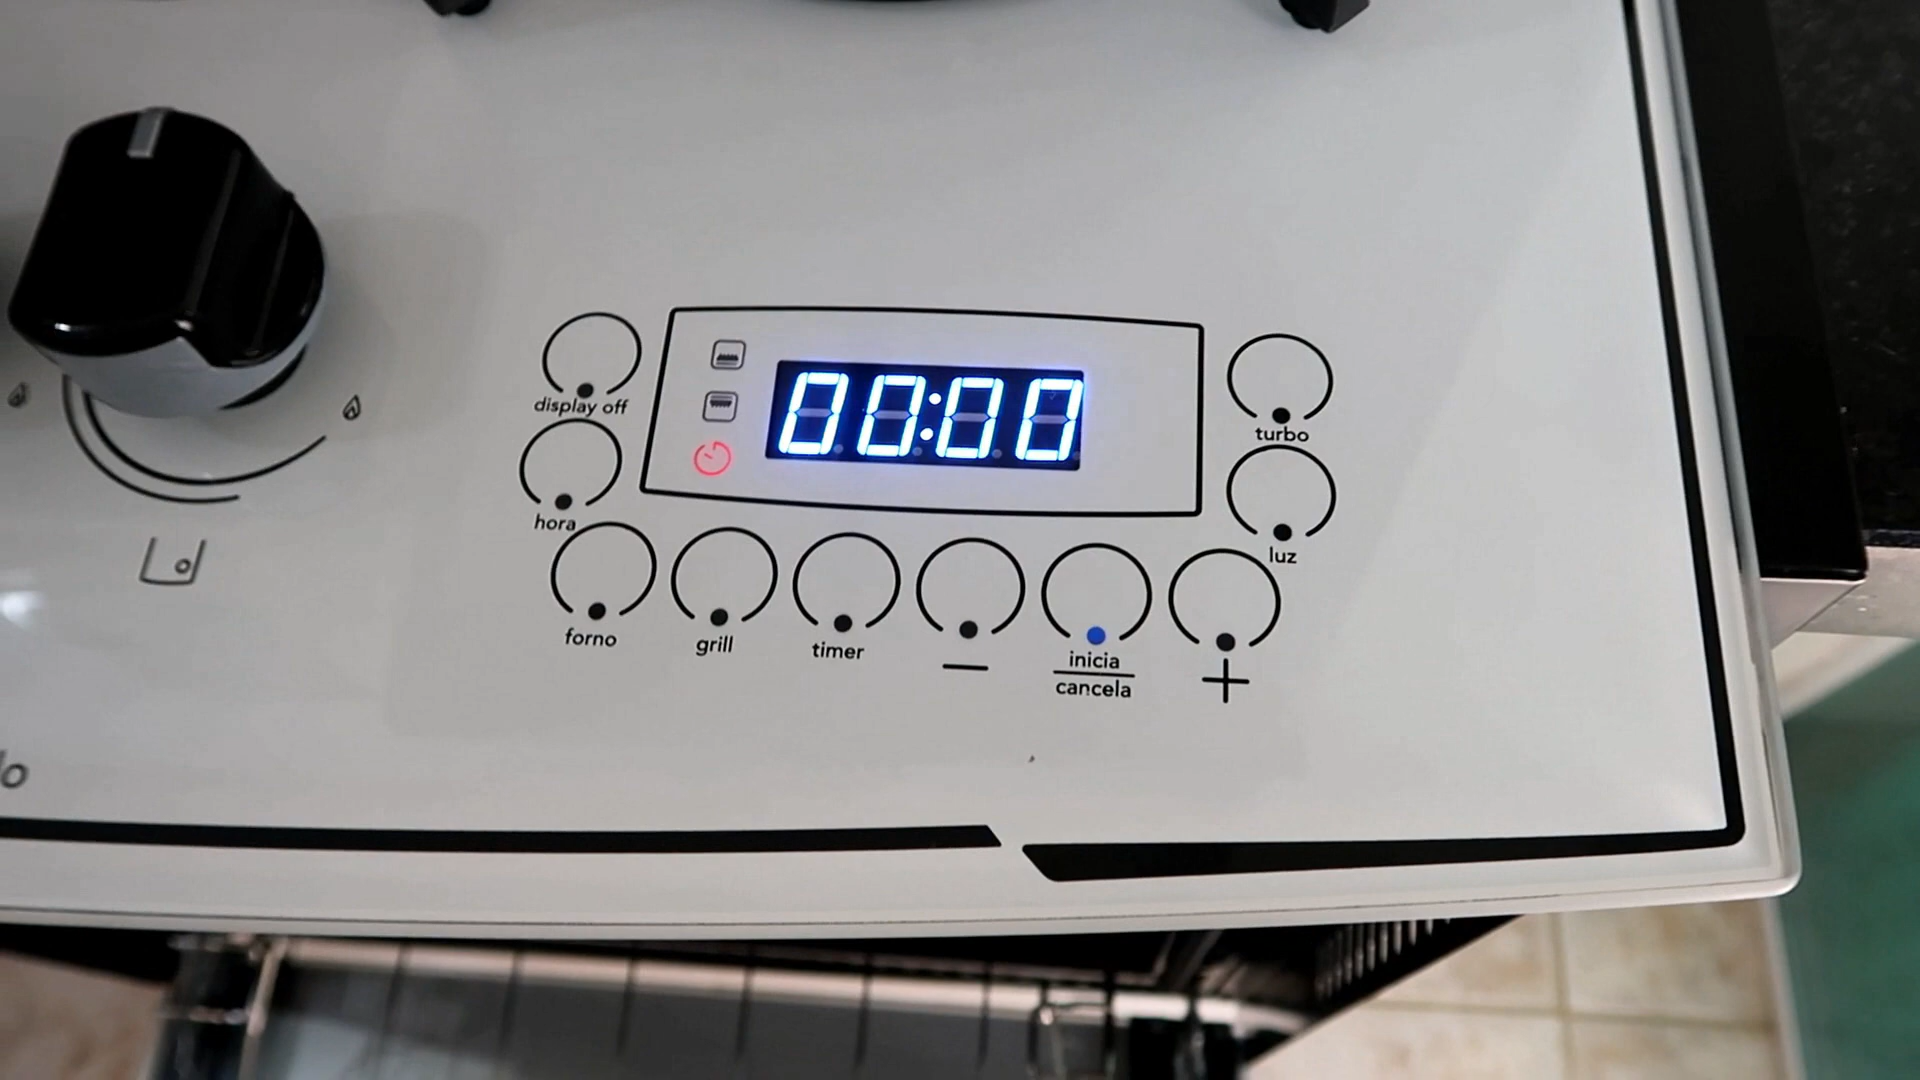 00:00
display off
turbo
hora
luz
forno
grill
timer
—
inicia
cancela
+